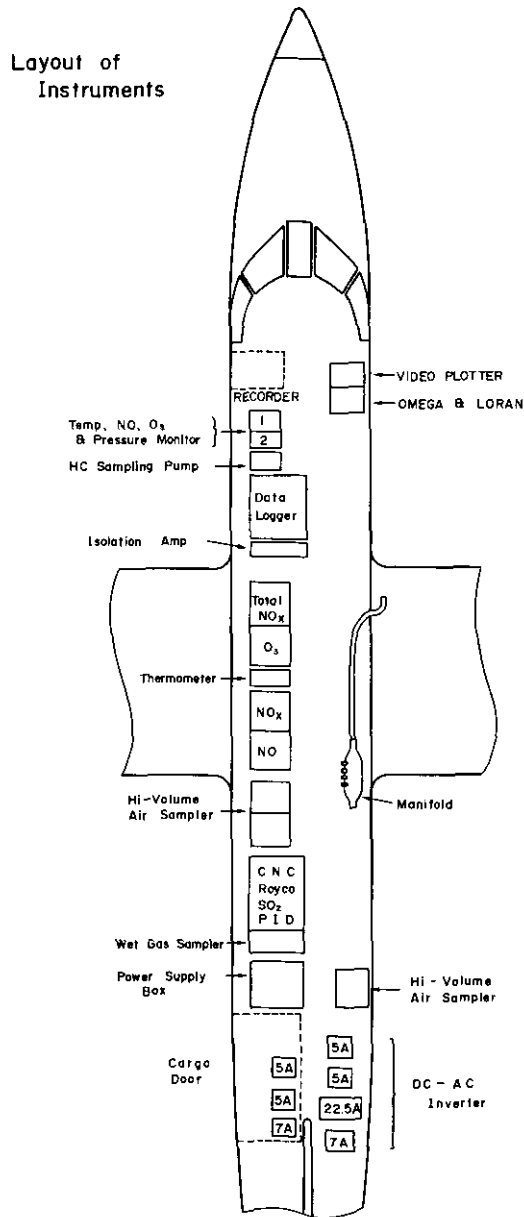 Layout of
Instruments
VIDEO PLOTTER
OMEGA & LORAN
RECORDER
Temp, NO, O₃
& Pressure Monitor
1
2
HC Sampling Pump
Data
Logger
Isolation Amp
Total
NOx
O₃
Thermometer
NOx
NO
Hi-Volume
Air Sampler
Manifold
CNC
Royco
SO₂
PID
Wet Gas Sampler
Power Supply
Box
Hi-Volume
Air Sampler
Cargo
Door
5A
5A
7A
5A
5A
22.5A
7A
DC-AC
Inverter